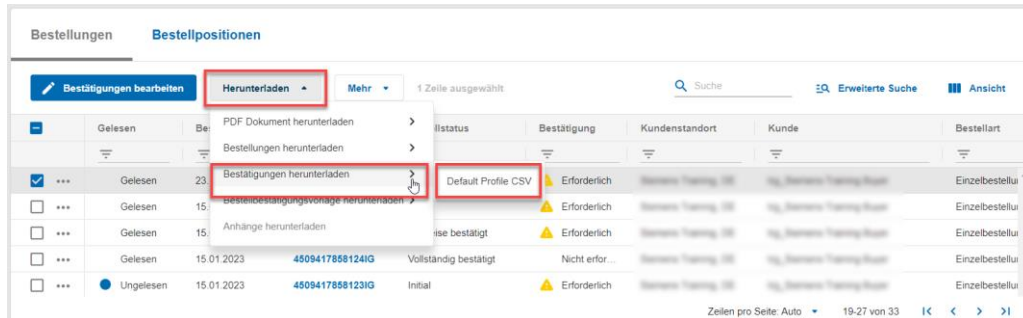 Bestellungen Bestellpositionen
Bestätigungen bearbeiten Herunterladen Mehr 1 Zeile ausgewählt Suche Erweiterte Suche Ansicht
Gelesen Be llstatus Bestätigung Kundenstandort Kunde Bestellart
PDF Dokument herunterladen
Bestellungen herunterladen
Gelesen 23. Bestätigungen herunterladen Default Profile CSV Erforderlich Einzelbestellu
Gelesen 15. Bestellbestätigungsvorlage herunterladen Erforderlich Einzelbestellu
Gelesen 15. Anhänge herunterladen eise bestätigt Erforderlich Einzelbestellu
Gelesen 15.01.2023 4509417858124IG Vollständig bestätigt Nicht erfor... Einzelbestellu
Ungelesen 15.01.2023 4509417858123IG Initial Erforderlich Einzelbestellu
Zeilen pro Seite: Auto 19-27 von 33